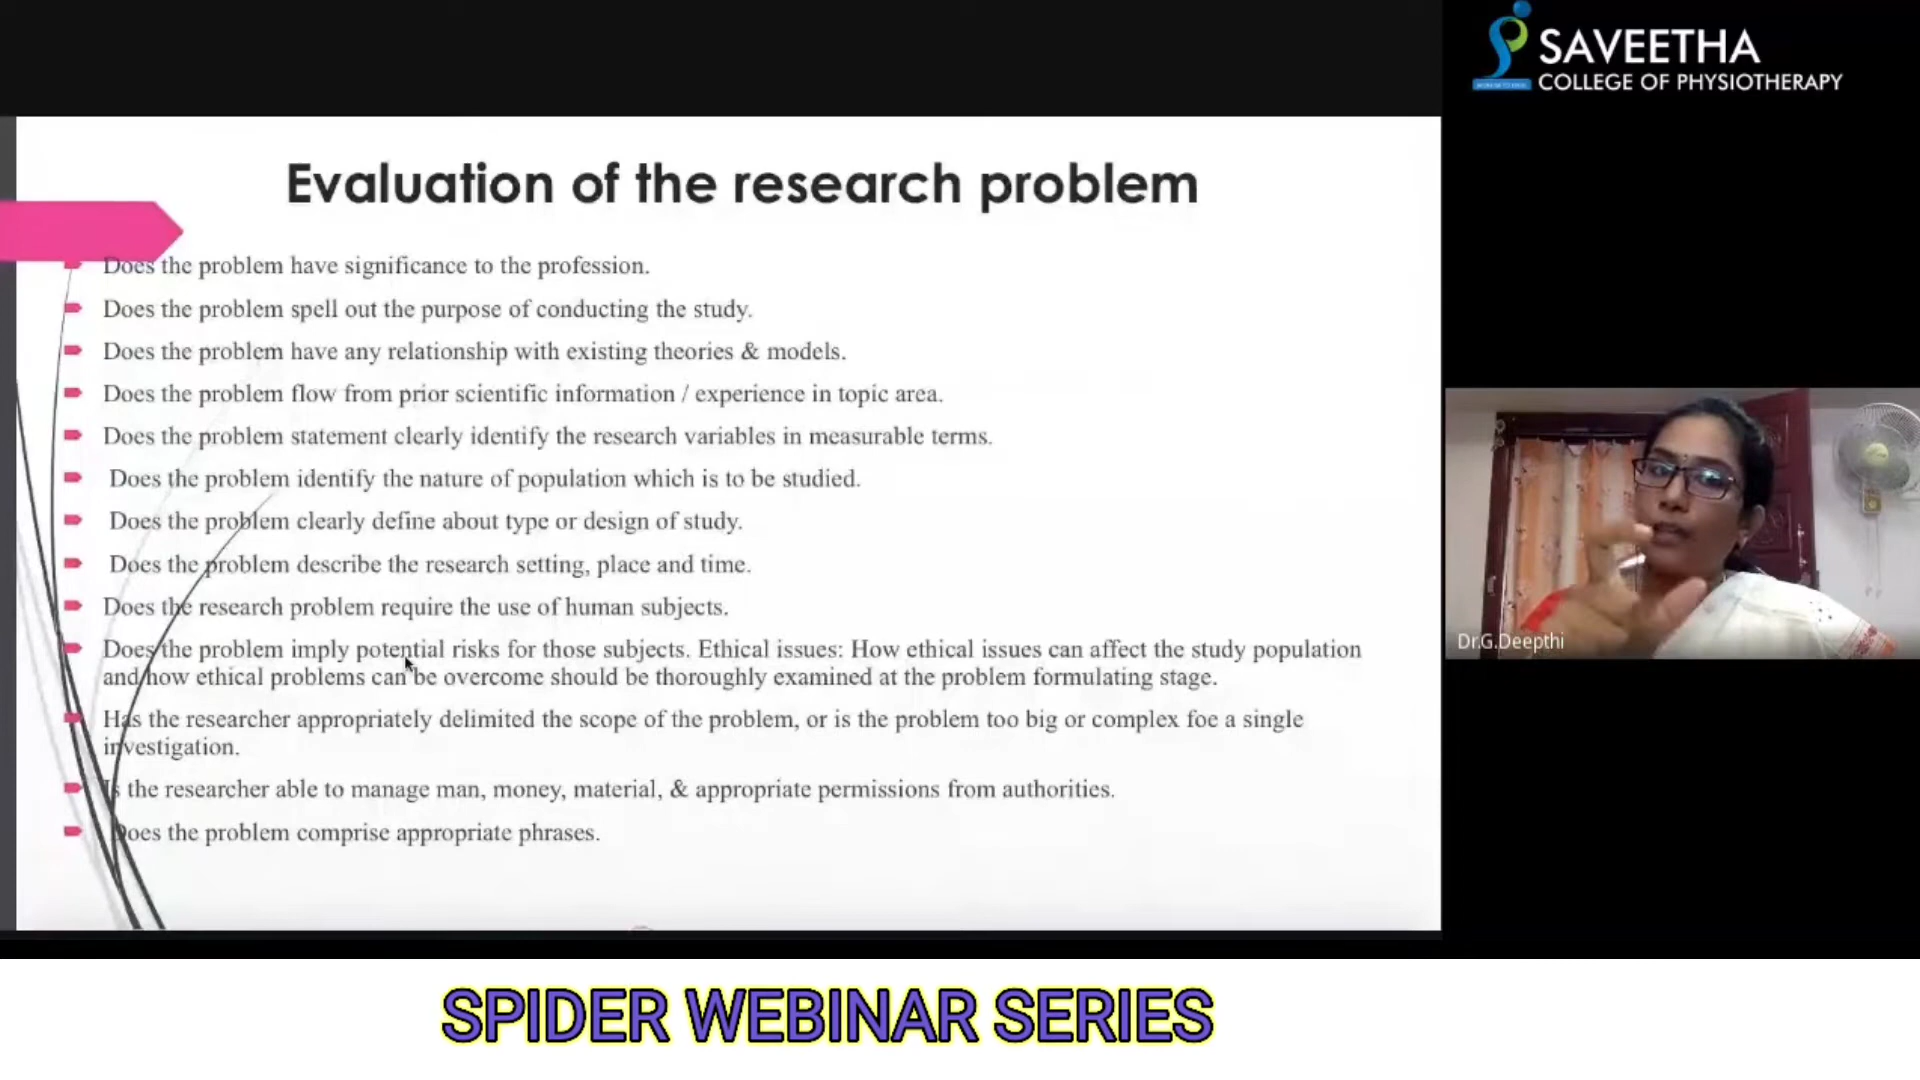 SAVEETHA
COLLEGE OF PHYSIOTHERAPY
Evaluation of the research problem
Does the problem have significance to the profession.
Does the problem spell out the purpose of conducting the study.
Does the problem have any relationship with existing theories & models.
Does the problem flow from prior scientific information / experience in topic area.
Does the problem statement clearly identify the research variables in measurable terms.
Does the problem identify the nature of population which is to be studied.
Does the problem clearly define about type or design of study.
Does the problem describe the research setting, place and time.
Does the research problem require the use of human subjects.
Does the problem imply potential risks for those subjects. Ethical issues: How ethical issues can affect the study population
and how ethical problems can be overcome should be thoroughly examined at the problem formulating stage.
Has the researcher appropriately delimited the scope of the problem, or is the problem too big or complex foe a single
investigation.
Is the researcher able to manage man, money, material, & appropriate permissions from authorities.
Does the problem comprise appropriate phrases.
Dr.G.Deepthi
SPIDER WEBINAR SERIES